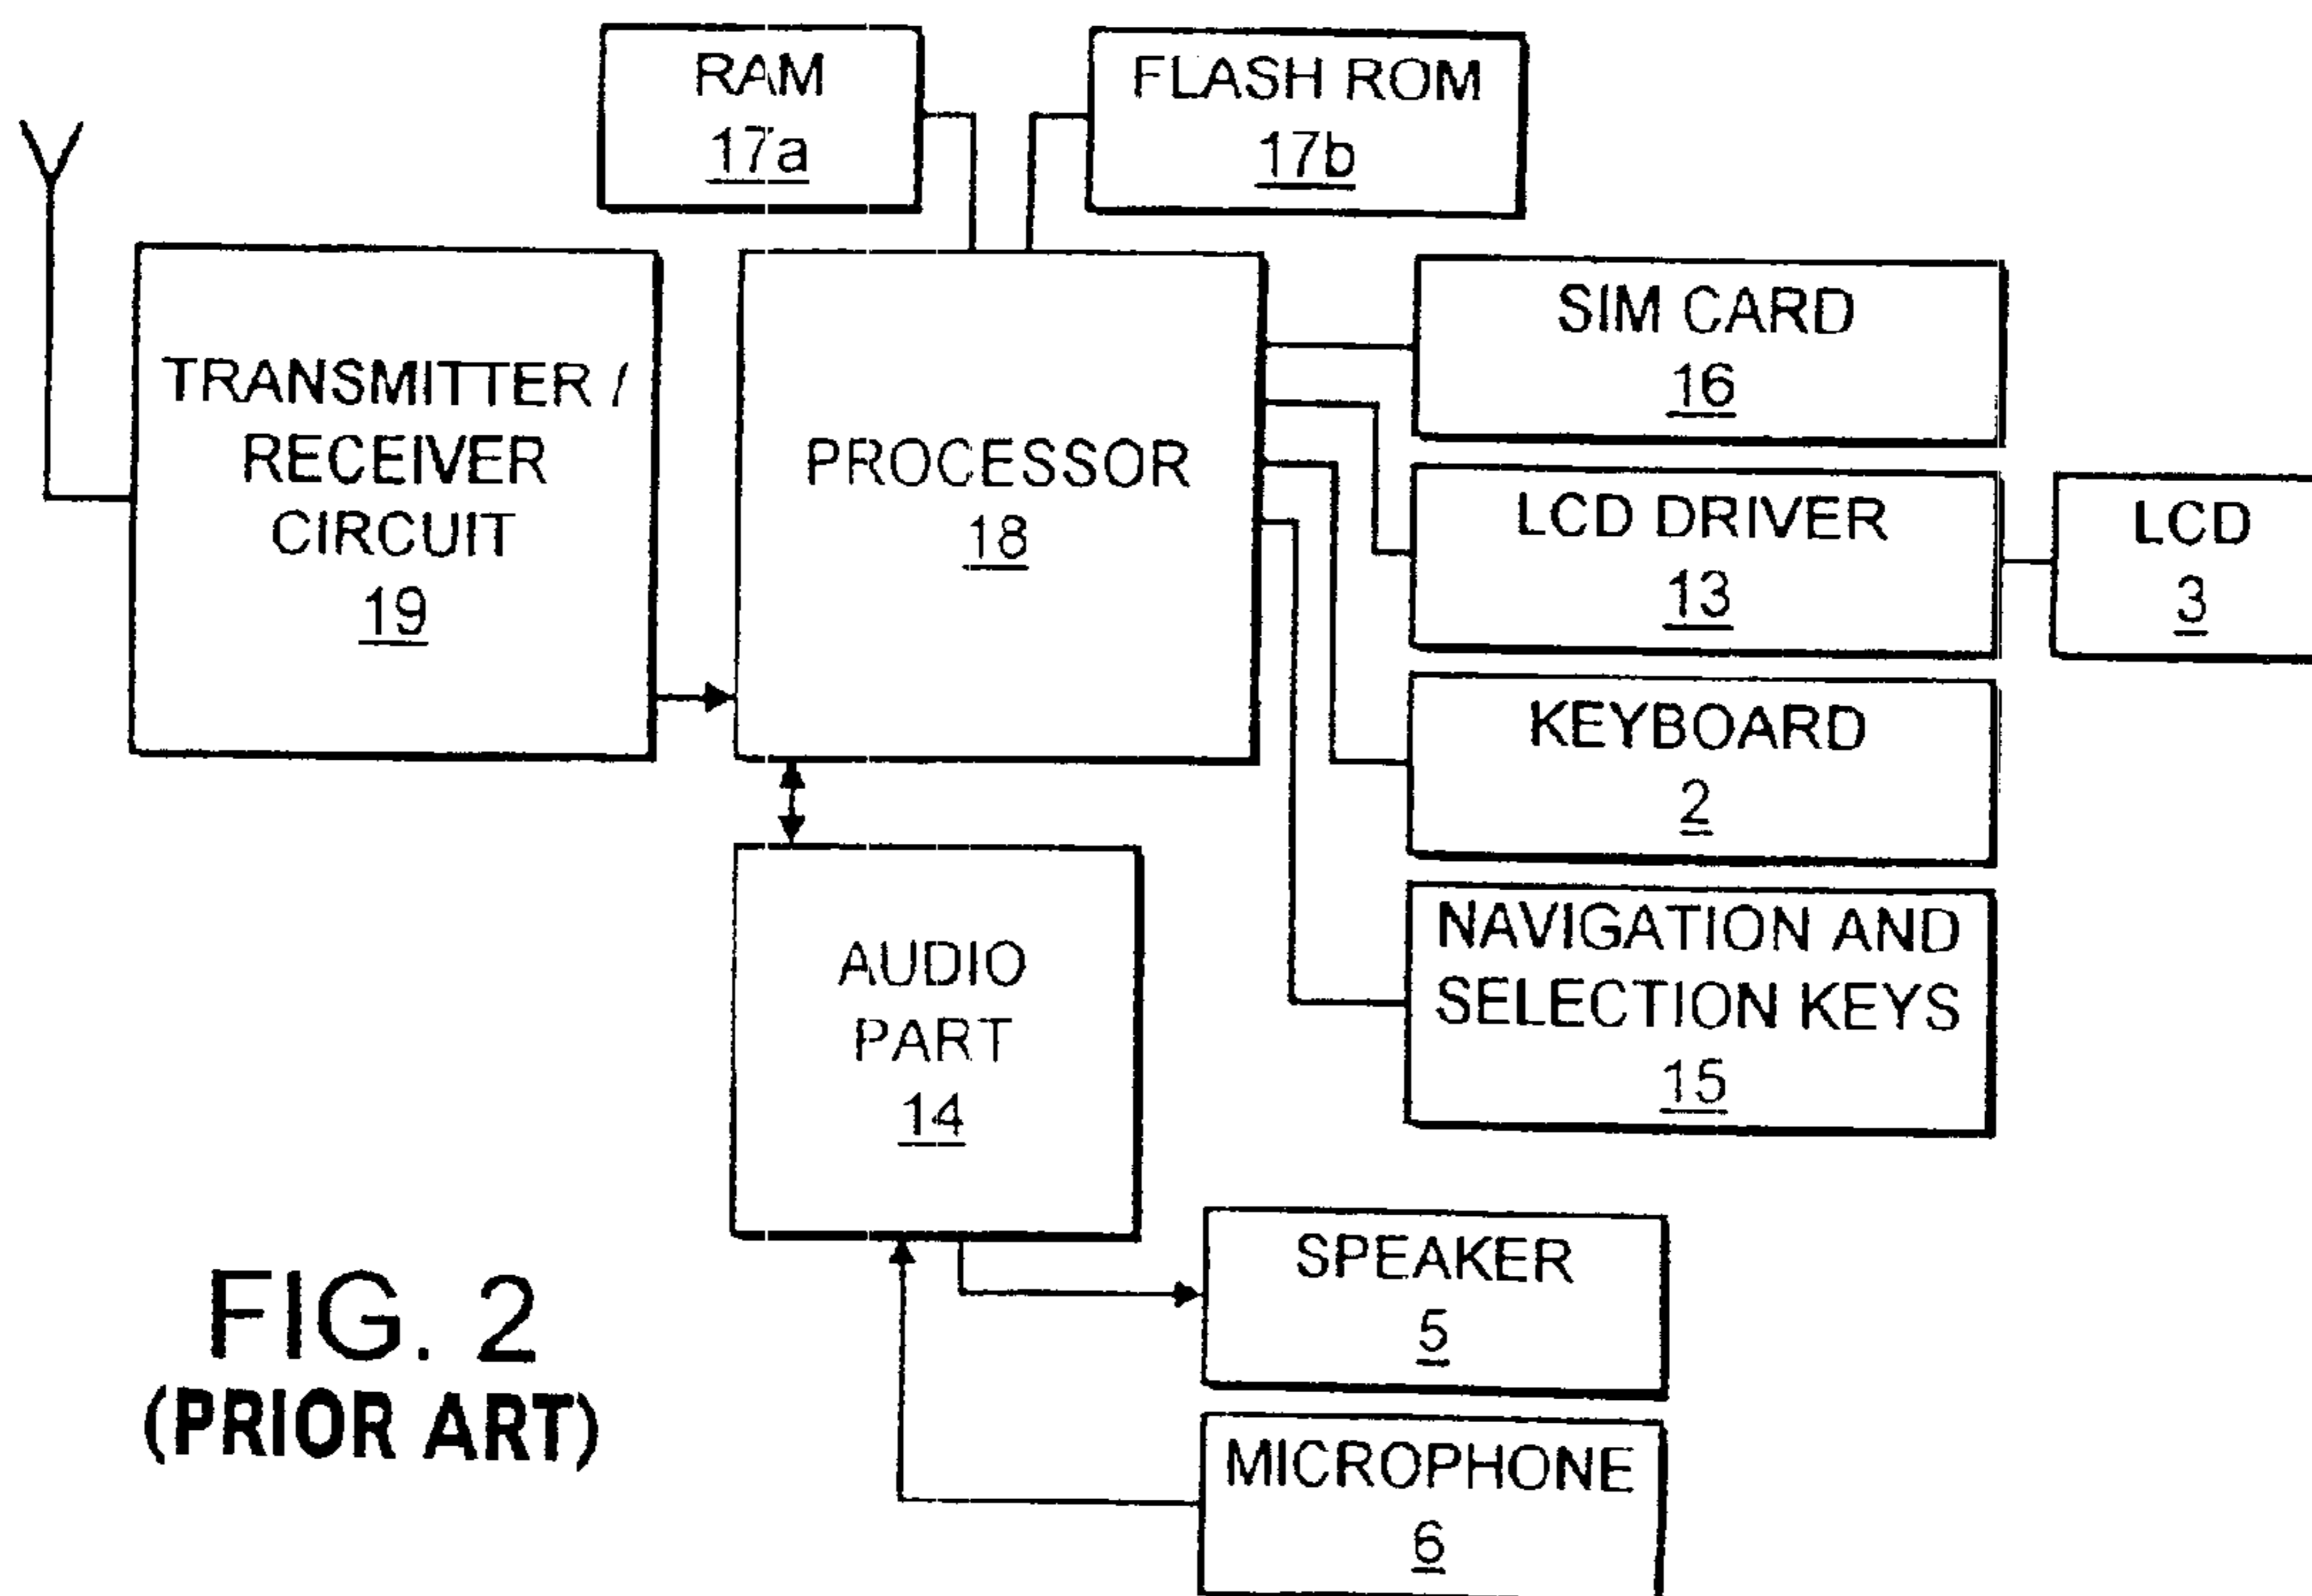 RAM
17a
FLASH ROM
17b
TRANSMITTER /
RECEIVER
CIRCUIT
19
PROCESSOR
18
SIM CARD
16
LCD DRIVER
13
LCD
3
KEYBOARD
2
NAVIGATION AND
SELECTION KEYS
15
AUDIO
PART
14
SPEAKER
5
MICROPHONE
6
FIG. 2
(PRIOR ART)